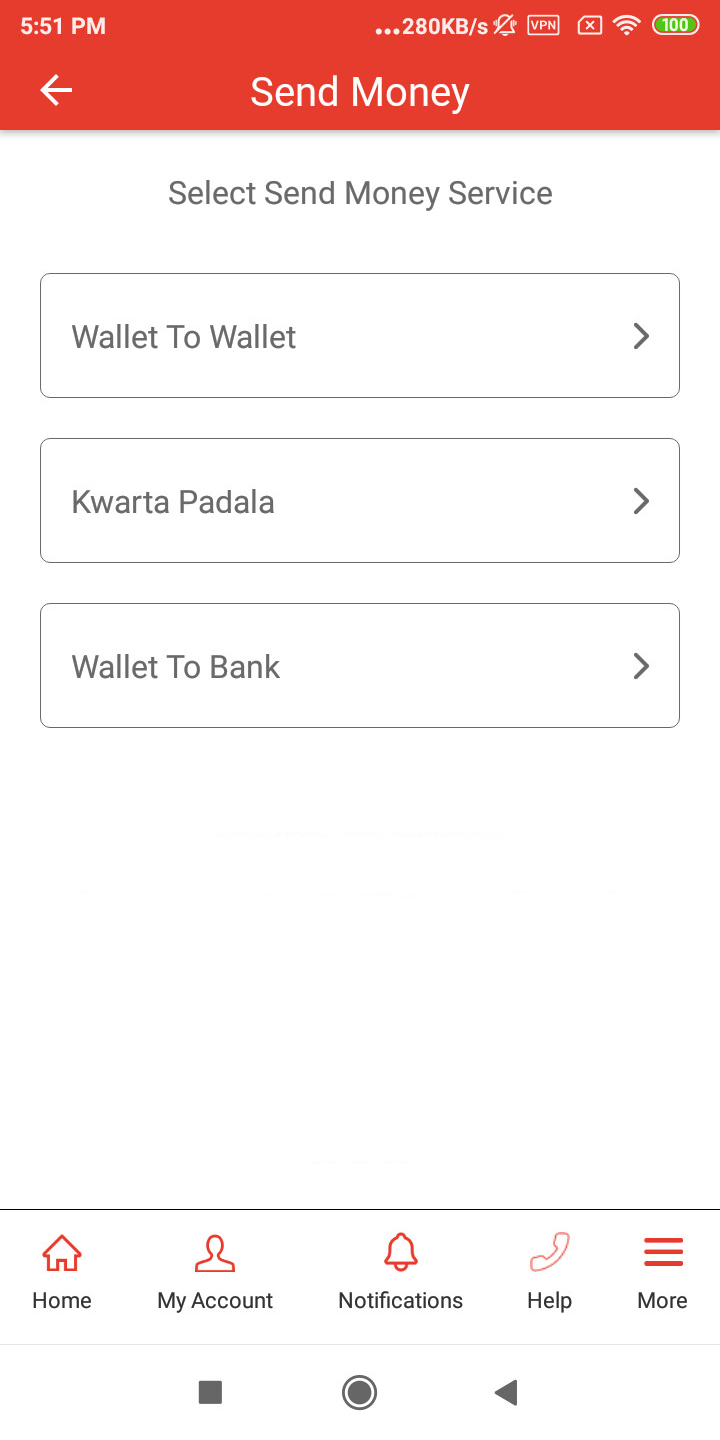 5:51 PM
...280KB/s VPN 100
Send Money
Select Send Money Service
Wallet To Wallet
Kwarta Padala
Wallet To Bank
Home My Account Notifications Help More